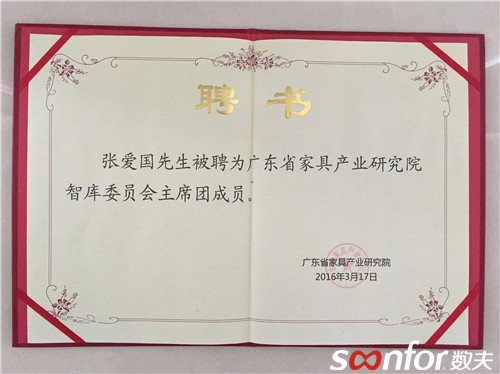 聘书
张爱国先生被聘为广东省家具产业研究院
智库委员会主席团成员。
广东省家具产业研究院
2016年3月17日
soonfor数夫